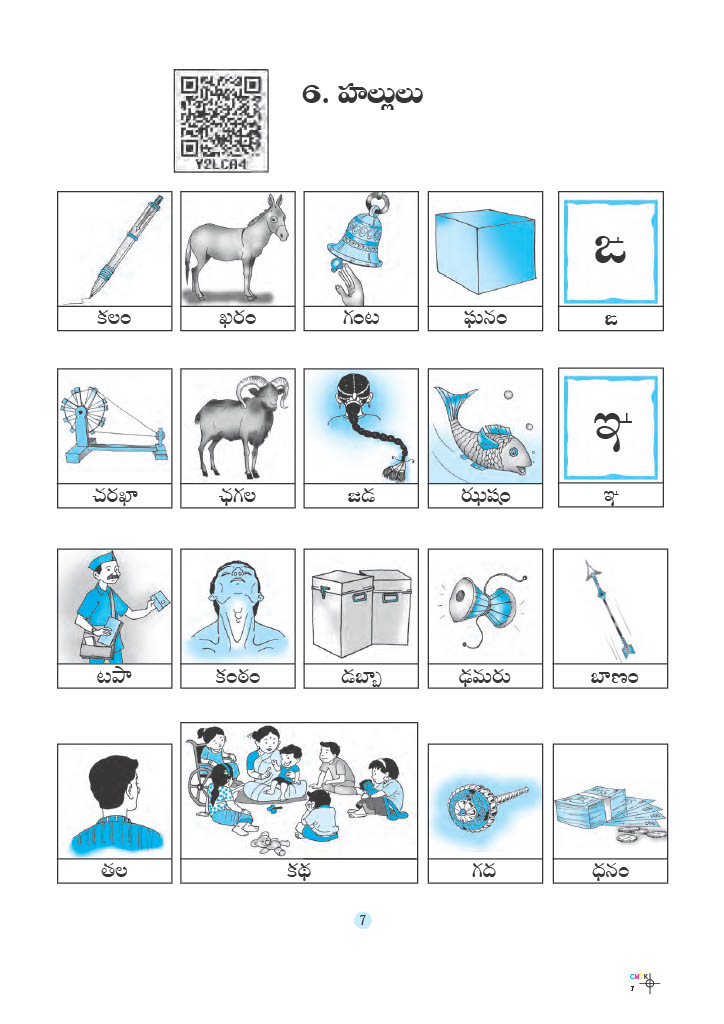 6. హల్లులు
Y2LCA4
ఙ
కలం ఖరం గంట ఘనం ఙ
ఞ
చరఖా ఛగల జడ ఝషం ఞ
టపా కంఠం డబ్బా ఢమరు బాణం
తల కథ గద ధనం
7
CMYK
7